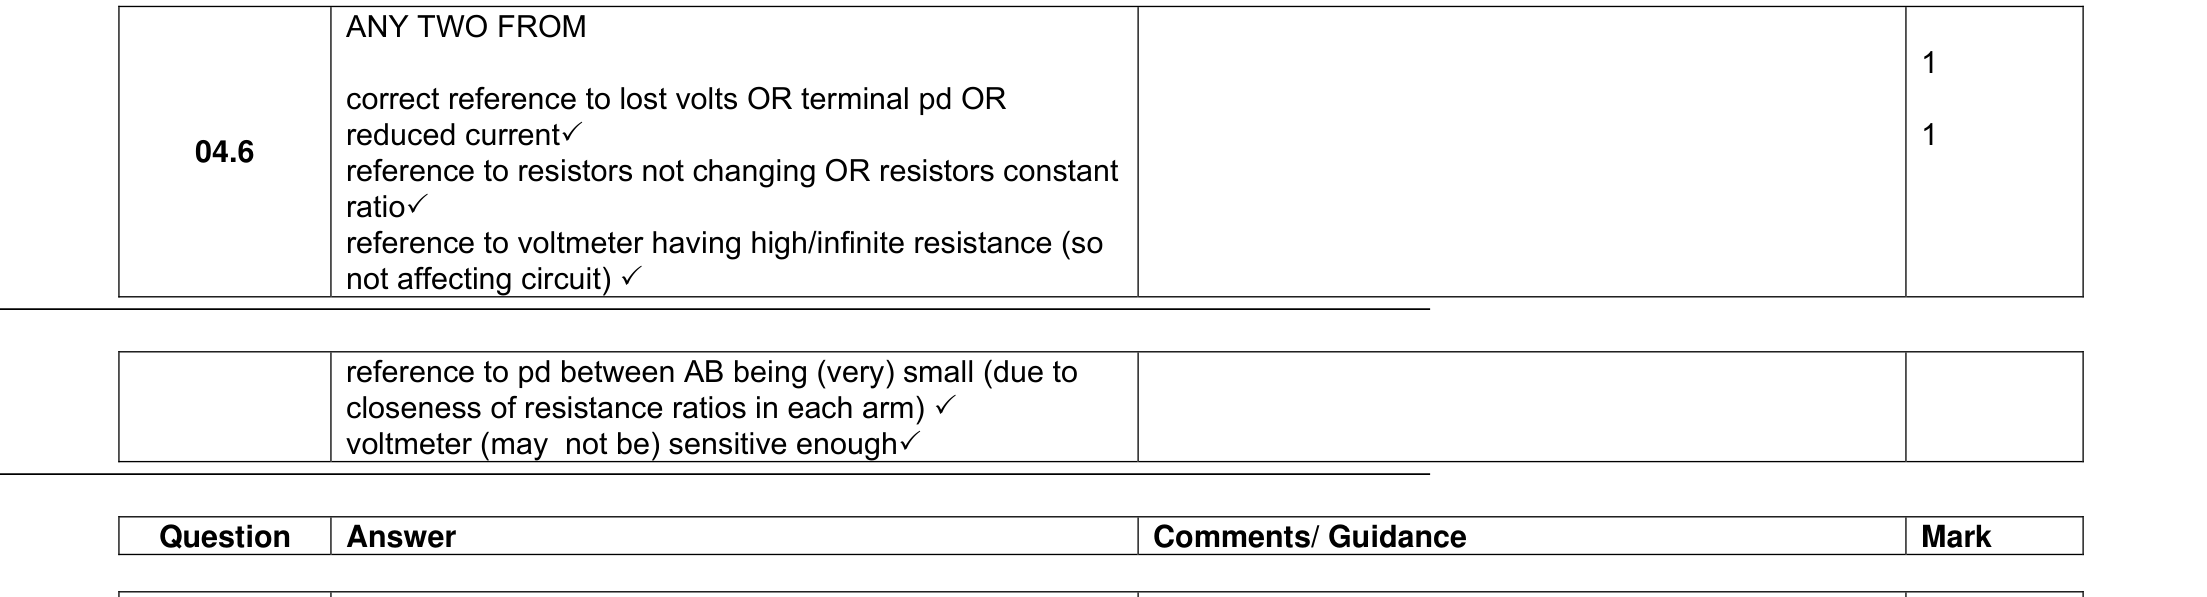 ANY TWO FROM
1
correct reference to lost volts OR terminal pd OR
reduced current✓
1
04.6
reference to resistors not changing OR resistors constant
ratio✓
reference to voltmeter having high/infinite resistance (so
not affecting circuit) ✓
reference to pd between AB being (very) small (due to
closeness of resistance ratios in each arm) ✓
voltmeter (may  not be) sensitive enough✓
Question Answer Comments/ Guidance Mark